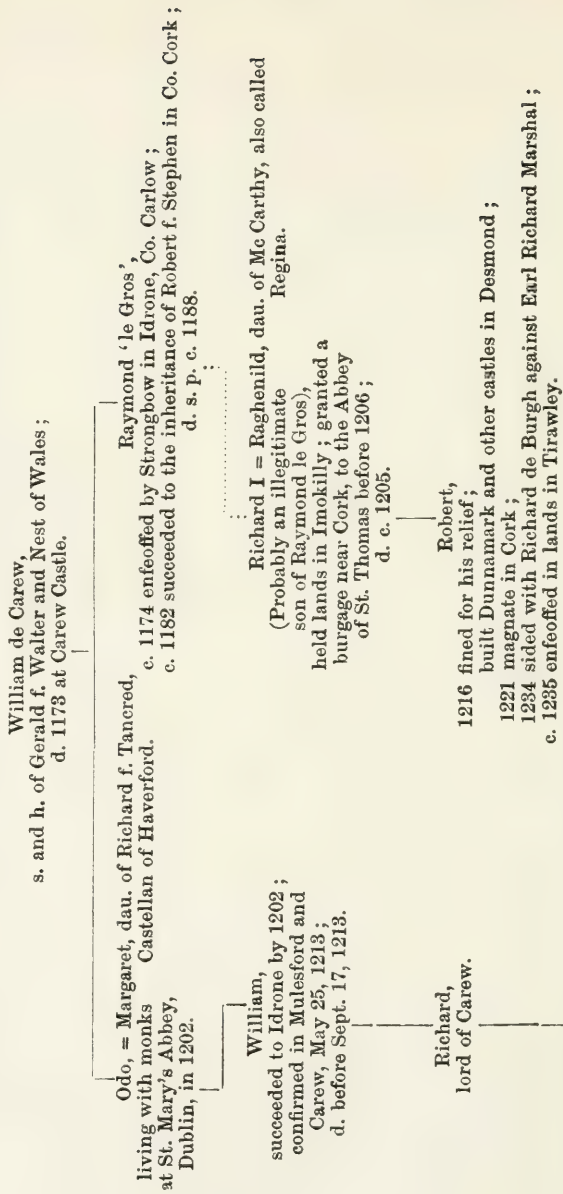 William de Carew,
s. and h. of Gerald f. Walter and Nest of Wales ;
d. 1173 at Carew Castle.
Odo, = Margaret, dau. of Richard f. Tancred,
living with monks Castellan of Haverford.
at St. Mary's Abbey,
Dublin, in 1202.
Raymond ‘ le Gros ’,
c. 1174 enfeoffed by Strongbow in Idrone, Co. Carlow ;
c. 1182 succeeded to the inheritance of Robert f. Stephen in Co. Cork ;
d. s. p. c. 1188.
William,
succeeded to Idrone by 1202 ;
confirmed in Mulesford and
Carew, May 25, 1213 ;
d. before Sept. 17, 1213.
Richard I = Raghenild, dau. of Mc Carthy, also called
(Probably an illegitimate Regina.
son of Raymond le Gros),
held lands in Imokilly ; granted a
burgage near Cork, to the Abbey
of St. Thomas before 1206 ;
d. c. 1205.
Richard,
lord of Carew.
Robert,
1216 fined for his relief ;
built Dunnamark and other castles in Desmond ;
1221 magnate in Cork ;
1234 sided with Richard de Burgh against Earl Richard Marshal ;
c. 1235 enfeoffed in lands in Tirawley.